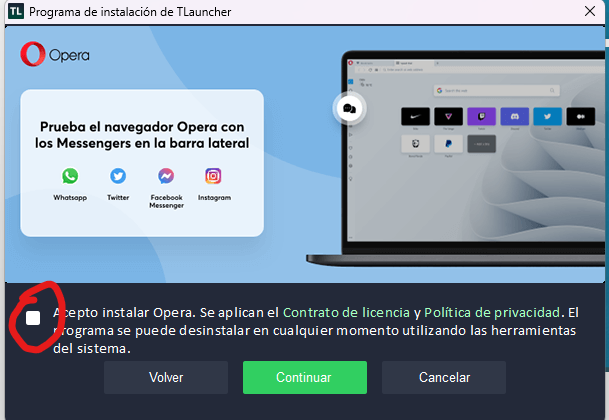 TL Programa de instalación de TLauncher
Opera
Prueba el navegador Opera con
los Messengers en la barra lateral
Whatsapp Twitter Facebook Messenger Instagram
Acepto instalar Opera. Se aplican el Contrato de licencia y Política de privacidad. El
programa se puede desinstalar en cualquier momento utilizando las herramientas
del sistema.
Volver Continuar Cancelar